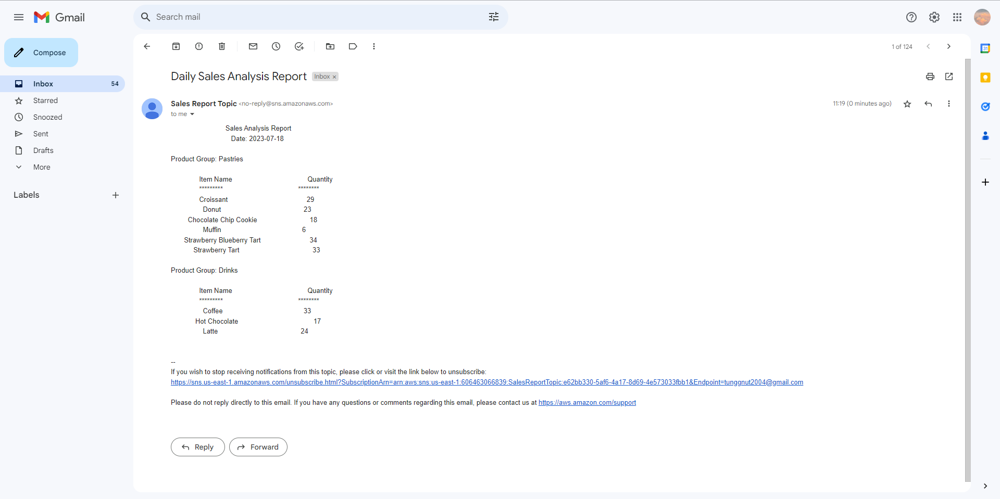 Gmail
Search mail
Compose
1 of 124
Inbox 54
Starred
Snoozed
Sent
Drafts
More
Labels
Daily Sales Analysis Report Inbox x
Sales Report Topic <no-reply@sns.amazonaws.com> 11:19 (0 minutes ago)
to me
Sales Analysis Report
Date: 2023-07-18
Product Group: Pastries
Item Name Quantity
********* ********
Croissant 29
Donut 23
Chocolate Chip Cookie 18
Muffin 6
Strawberry Blueberry Tart 34
Strawberry Tart 33
Product Group: Drinks
Item Name Quantity
********* ********
Coffee 33
Hot Chocolate 17
Latte 24
--
If you wish to stop receiving notifications from this topic, please click or visit the link below to unsubscribe:
https://sns.us-east-1.amazonaws.com/unsubscribe.html?SubscriptionArn=arn:aws:sns:us-east-1:606463066839:SalesReportTopic:e62bb330-5af6-4a17-8d69-4e573033fbb1&Endpoint=tunggnut2004@gmail.com
Please do not reply directly to this email. If you have any questions or comments regarding this email, please contact us at https://aws.amazon.com/support
Reply Forward
31